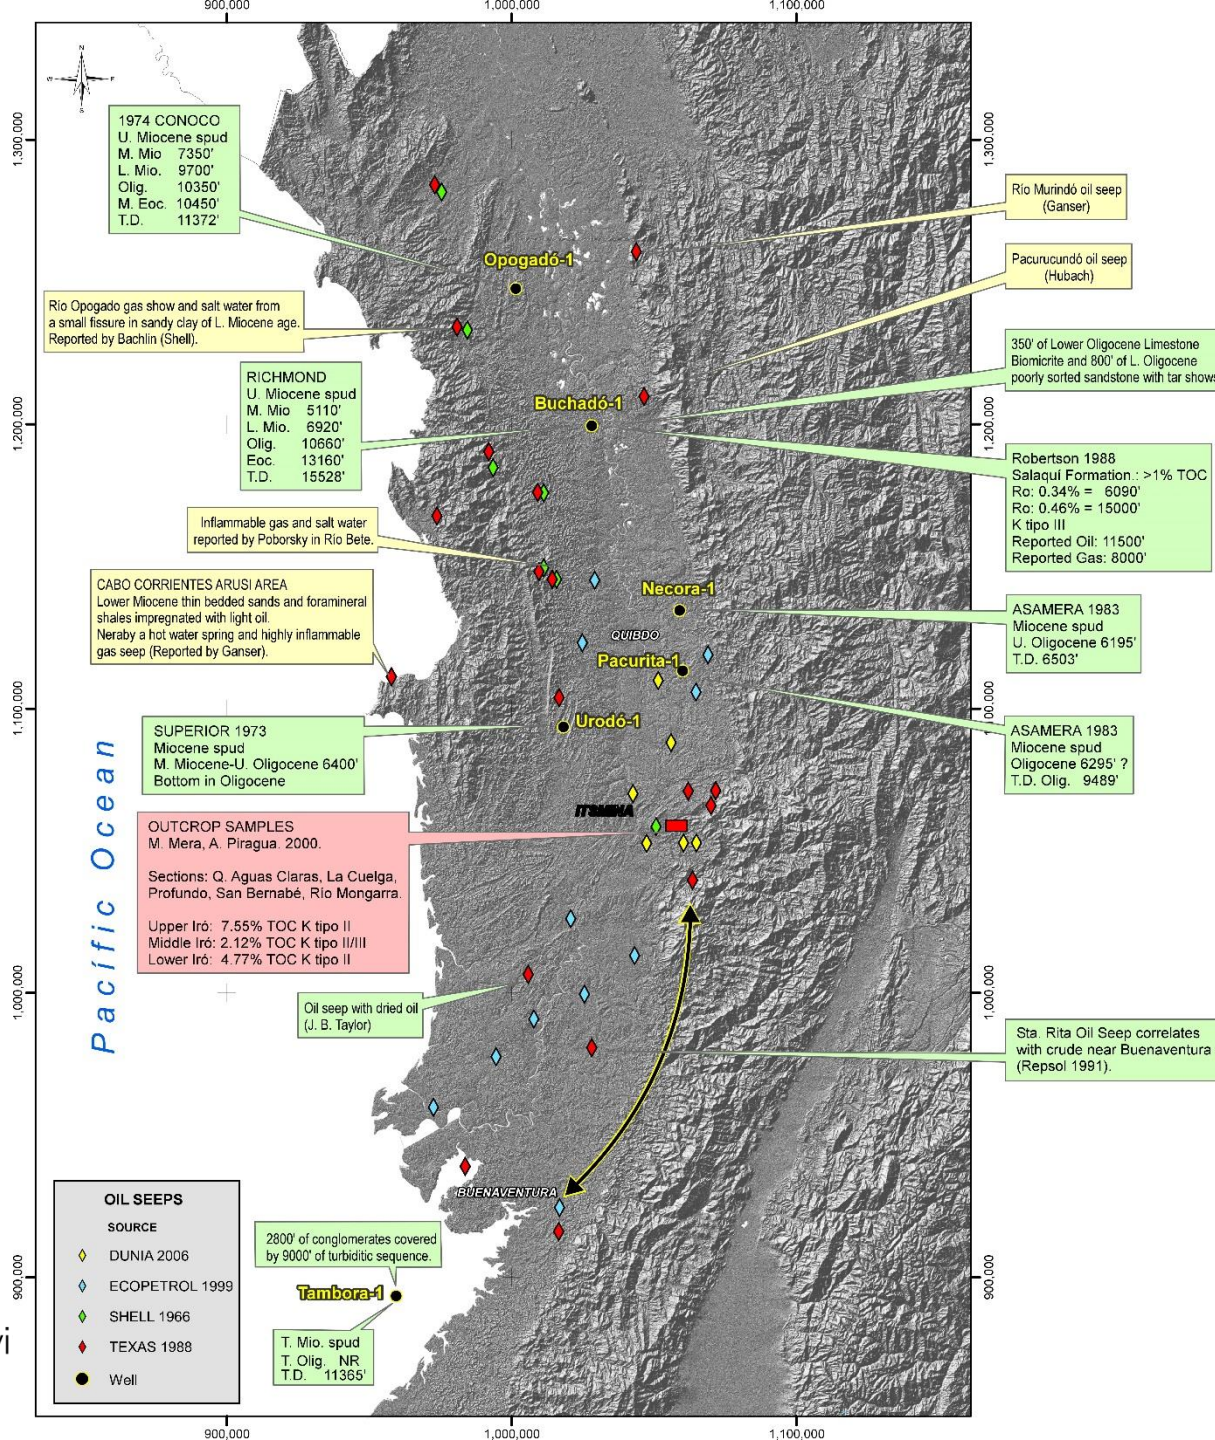 900,000
1,000,000
1,100,000
N
W
E
S
1,300,000
1,300,000
1974 CONOCO
U. Miocene spud
M. Mio 7350'
L. Mio. 9700'
Olig. 10350'
M. Eoc. 10450'
T.D. 11372'
Río Murindó oil seep
(Ganser)
Opogadó-1
Pacurucundó oil seep
(Hubach)
Río Opogado gas show and salt water from
a small fissure in sandy clay of L. Miocene age.
Reported by Bachlin (Shell).
350' of Lower Oligocene Limestone
Biomicrite and 800' of L. Oligocene
poorly sorted sandstone with tar shows
RICHMOND
U. Miocene spud
M. Mio 5110'
L. Mio. 6920'
Olig. 10660'
Eoc. 13160'
T.D. 15528'
Buchadó-1
1,200,000
1,200,000
Robertson 1988
Salaquí Formation.: >1% TOC
Ro: 0.34% = 6090'
Ro: 0.46% = 15000'
K tipo III
Reported Oil: 11500'
Reported Gas: 8000'
Inflammable gas and salt water
reported by Poborsky in Río Bete.
CABO CORRIENTES ARUSI AREA
Lower Miocene thin bedded sands and foramineral
shales impregnated with light oil.
Neraby a hot water spring and highly inflammable
gas seep (Reported by Ganser).
Necora-1
QUIBDO
Pacurita-1
ASAMERA 1983
Miocene spud
U. Oligocene 6195'
T.D. 6503'
1,100,000
00,000
SUPERIOR 1973
Miocene spud
M. Miocene-U. Oligocene 6400'
Bottom in Oligocene
Urodó-1
ASAMERA 1983
Miocene spud
Oligocene 6295' ?
T.D. Olig. 9489'
Pacífic Ocean
ITSMINA
OUTCROP SAMPLES
M. Mera, A. Piragua. 2000.
Sections: Q. Aguas Claras, La Cuelga,
Profundo, San Bernabé, Río Mongarra.
Upper Iró: 7.55% TOC K tipo II
Middle Iró: 2.12% TOC K tipo II/III
Lower Iró: 4.77% TOC K tipo II
1,000,000
1,000,000
Oil seep with dried oil
(J. B. Taylor)
Sta. Rita Oil Seep correlates
with crude near Buenaventura
(Repsol 1991).
BUENAVENTURA
OIL SEEPS
SOURCE
DUNIA 2006
ECOPETROL 1999
SHELL 1966
TEXAS 1988
Well
2800' of conglomerates covered
by 9000' of turbiditic sequence.
900,000
900,000
Tambora-1
T. Mio. spud
T. Olig. NR
T.D. 11365'
vi
900,000
1,000,000
1,100,000